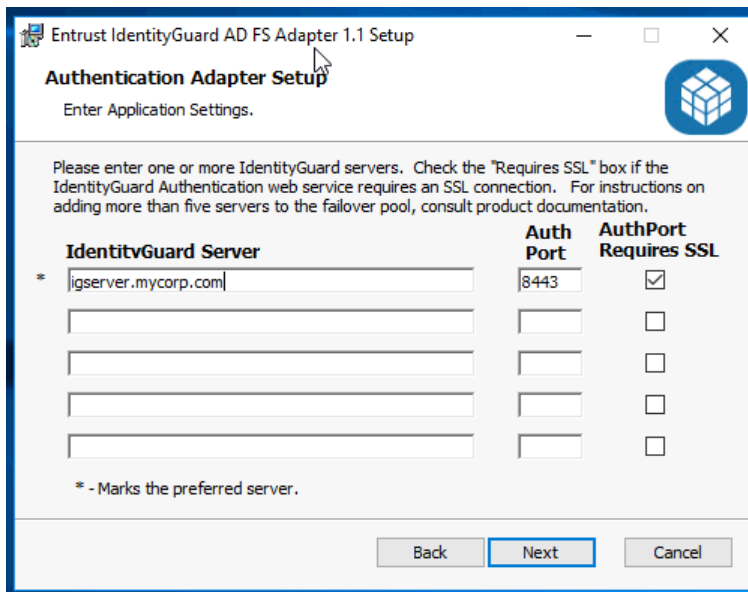 Entrust IdentityGuard AD FS Adapter 1.1 Setup
Authentication Adapter Setup
Enter Application Settings.
Please enter one or more IdentityGuard servers. Check the "Requires SSL" box if the
IdentityGuard Authentication web service requires an SSL connection. For instructions on
adding more than five servers to the failover pool, consult product documentation.
IdentityGuard Server
Auth
Port
AuthPort
Requires SSL
* igserver.mycorp.com 8443
* - Marks the preferred server.
Back Next Cancel